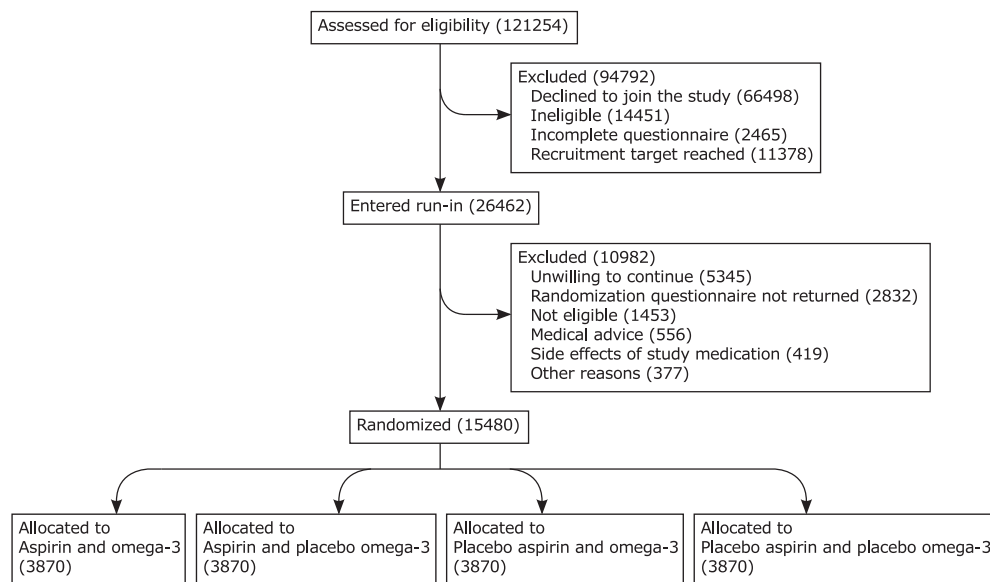 Assessed for eligibility (121254)
Excluded (94792)
Declined to join the study (66498)
Ineligible (14451)
Incomplete questionnaire (2465)
Recruitment target reached (11378)
Entered run-in (26462)
Excluded (10982)
Unwilling to continue (5345)
Randomization questionnaire not returned (2832)
Not eligible (1453)
Medical advice (556)
Side effects of study medication (419)
Other reasons (377)
Randomized (15480)
Allocated to
Aspirin and omega-3
(3870)
Allocated to
Aspirin and placebo omega-3
(3870)
Allocated to
Placebo aspirin and omega-3
(3870)
Allocated to
Placebo aspirin and placebo omega-3
(3870)